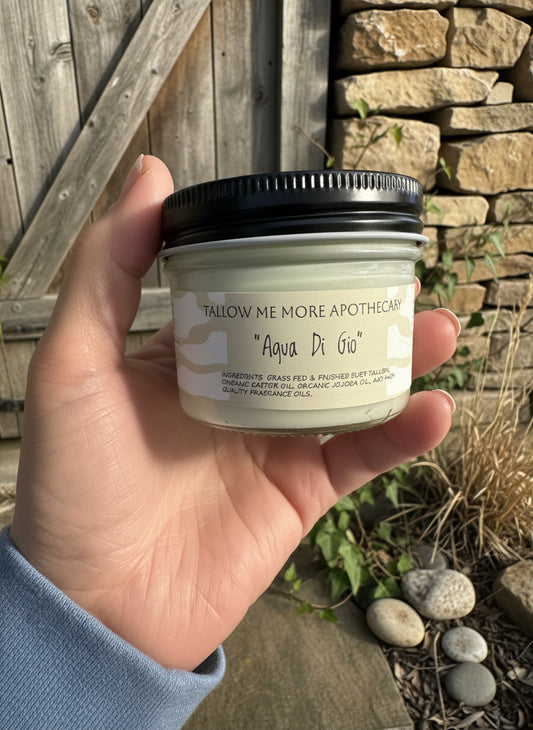 TALLOW ME MORE APOTHECARY
"Aqua Di Gio"
INGREDIENTS GRASS FED & FNISHED SUET TALLOW,
ORGANIC CASTOR OIL, ORGANIC JOJOBA OIL, AND HIGH
QUALITY FRAGRANCE OILS.